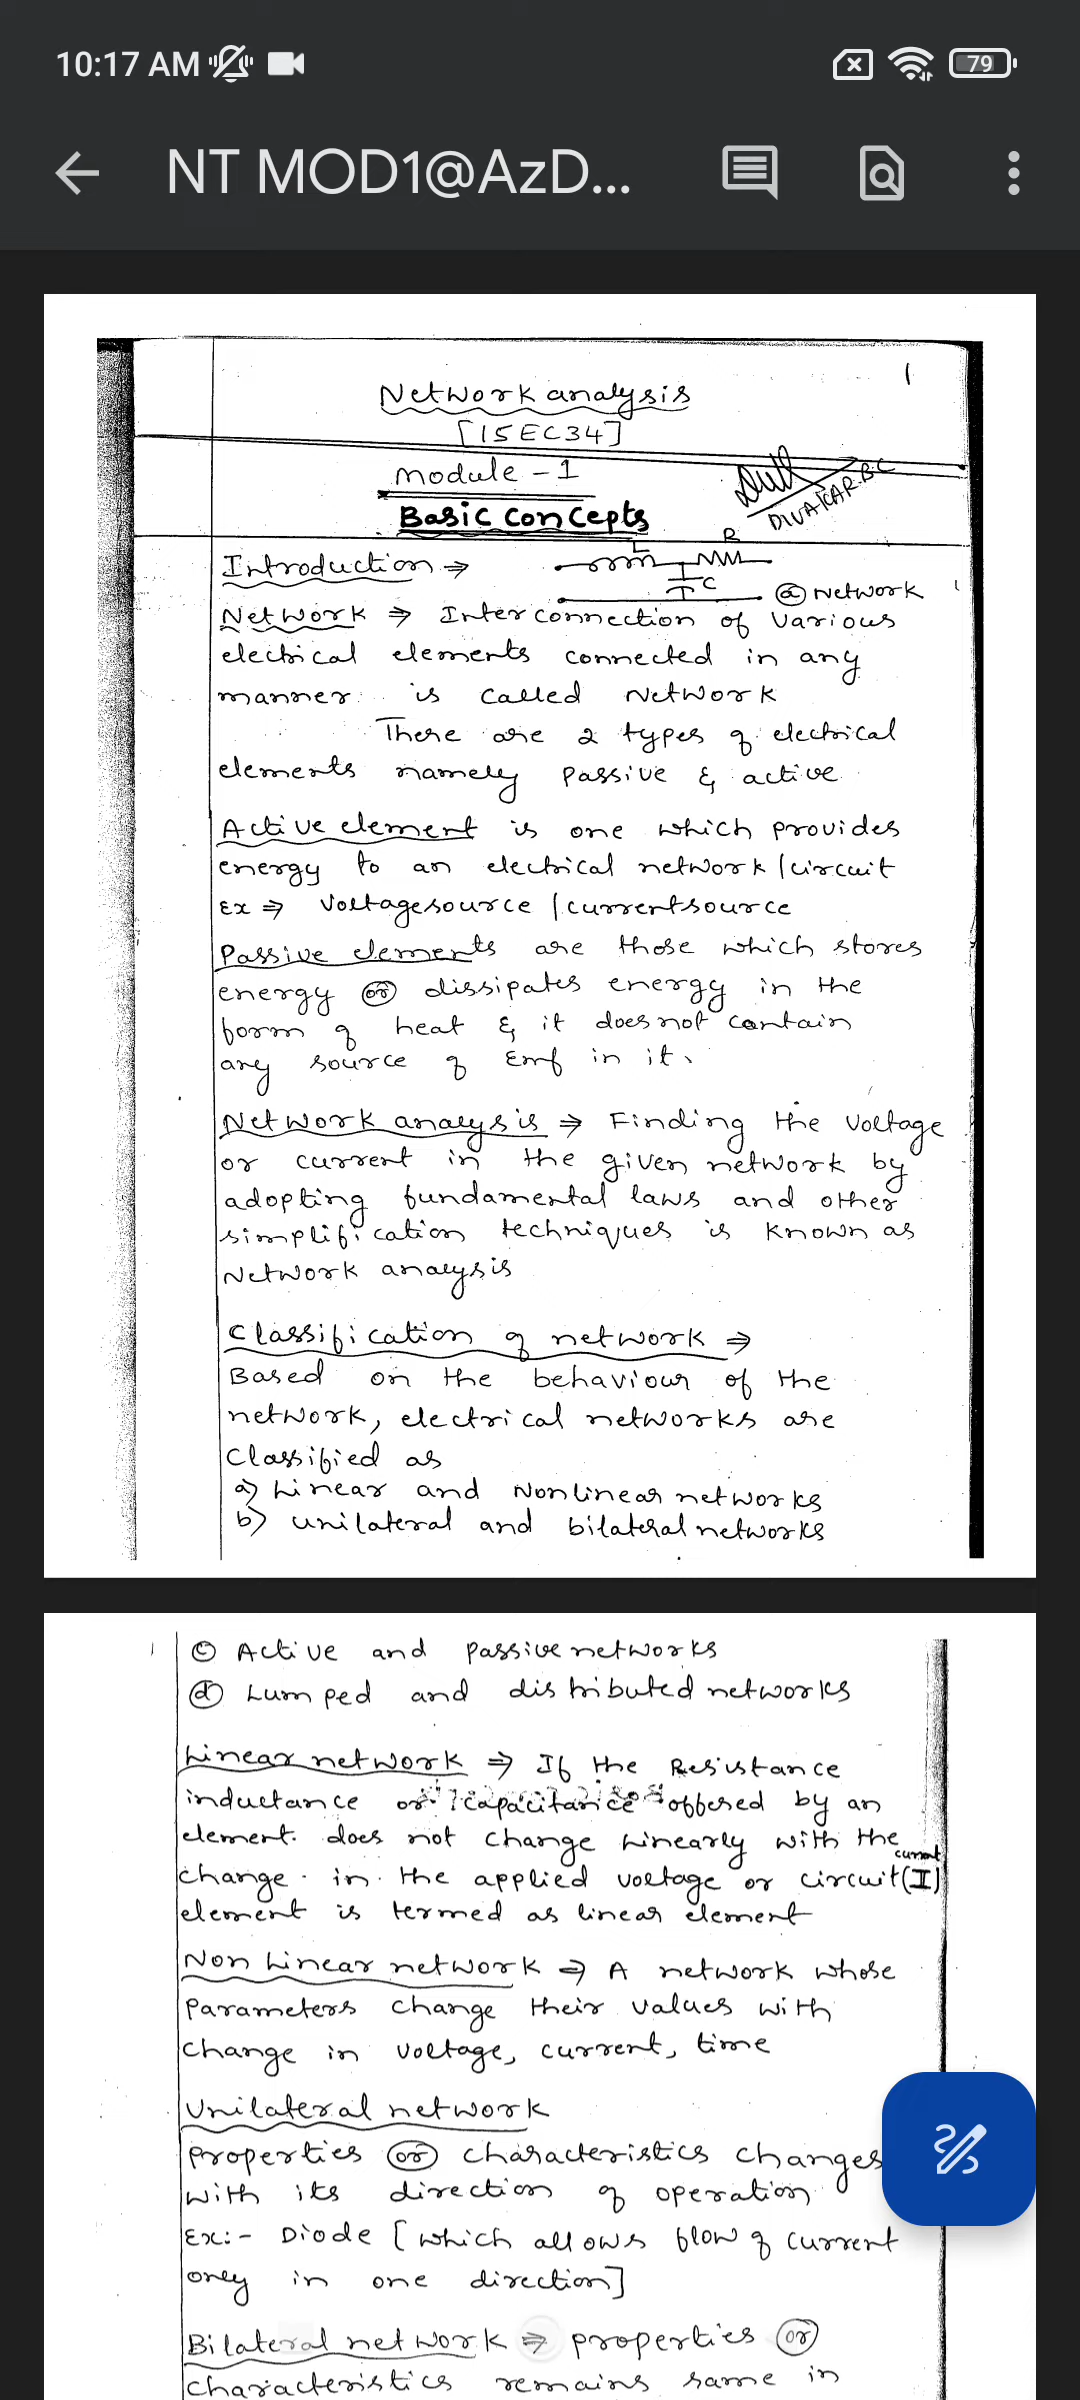 10:17 AM
79
NT MOD1@AzD...
1
Network analysis
[15EC34]
Module - 1
DIVAKAR.B.C
Basic Concepts
L
R
Introduction ⇒
C
ⓐ Network
Network ⇒ Inter connection of various
electrical elements connected in any
manner is called Network
There are 2 types of electrical
elements namely passive & active
Active element is one which provides
energy to an electrical network / circuit
Ex ⇒ Voltage source / current source
Passive elements are those which stores
energy or dissipates energy in the
form of heat & it does not contain
any source of Emf in it.
Network analysis ⇒ Finding the voltage
or current in the given network by
adopting fundamental laws and other
simplification techniques is known as
Network analysis
Classification of network ⇒
Based on the behaviour of the
network, electrical networks are
Classified as
a) Linear and Nonlinear networks
b) unilateral and bilateral networks
© Active and passive networks
ⓓ Lumped and distributed networks
Linear network ⇒ If the Resistance
inductance or capacitance offered by an
element does not change linearly with the
current
change in the applied voltage or circuit (I)
element is termed as linear element
Non Linear network ⇒ A network whose
Parameters change their values with
change in voltage, current, time
Unilateral network
Properties or characteristics changes
with its direction of operation
Ex:- Diode [which allows flow of current
only in one direction]
Bilateral network ⇒ properties or
characteristics remains same in